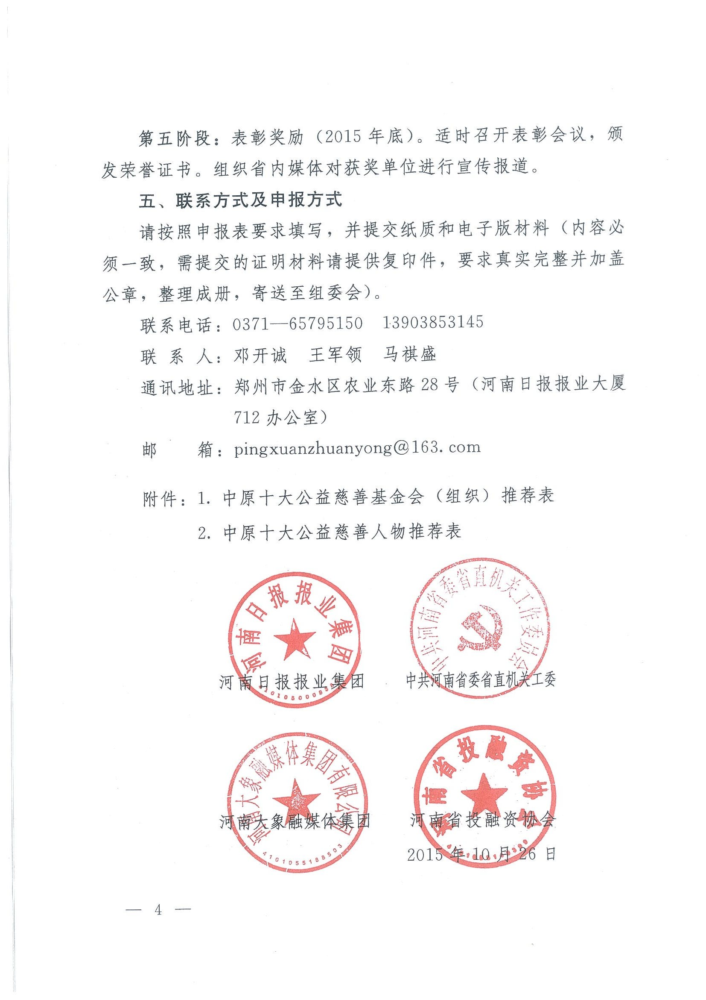 第五阶段：表彰奖励（2015 年底）。适时召开表彰会议，颁
发荣誉证书。组织省内媒体对获奖单位进行宣传报道。
五、联系方式及申报方式
请按照申报表要求填写，并提交纸质和电子版材料（内容必
须一致，需提交的证明材料请提供复印件，要求真实完整并加盖
公章，整理成册，寄送至组委会）。
联系电话：0371—65795150 13903853145
联 系 人：邓开诚 王军领 马祺盛
通讯地址：郑州市金水区农业东路 28 号（河南日报报业大厦
712 办公室）
邮 箱：pingxuanzhuanyong@163.com
附件：1. 中原十大公益慈善基金会（组织）推荐表
2. 中原十大公益慈善人物推荐表
河南日报报业集团
中共河南省委省直机关工作委员会
河南日报报业集团 中共河南省委省直机关工委
河南大象融媒体集团有限公司
4101055188503
河南省投融资协会
河南大象融媒体集团 河南省投融资协会
2015 年 10 月 26 日
— 4 —